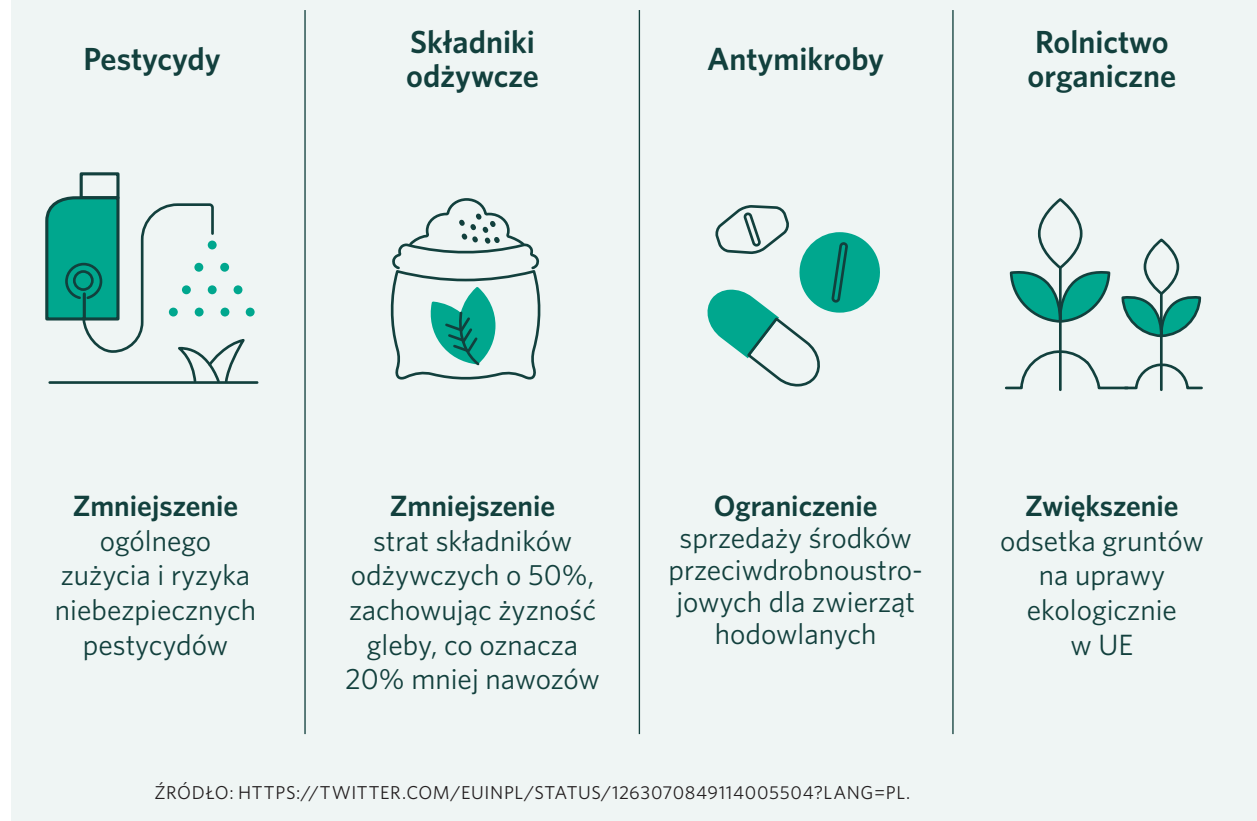 Pestycydy
Składniki
odżywcze
Antymikroby
Rolnictwo
organiczne
Zmniejszenie
ogólnego
zużycia i ryzyka
niebezpiecznych
pestycydów
Zmniejszenie
strat składników
odżywczych o 50%,
zachowując żyzność
gleby, co oznacza
20% mniej nawozów
Ograniczenie
sprzedaży środków
przeciwdrobnoustro-
jowych dla zwierząt
hodowlanych
Zwiększenie
odsetka gruntów
na uprawy
ekologicznie
w UE
ŹRÓDŁO: HTTPS://TWITTER.COM/EUINPL/STATUS/1263070849114005504?LANG=PL.